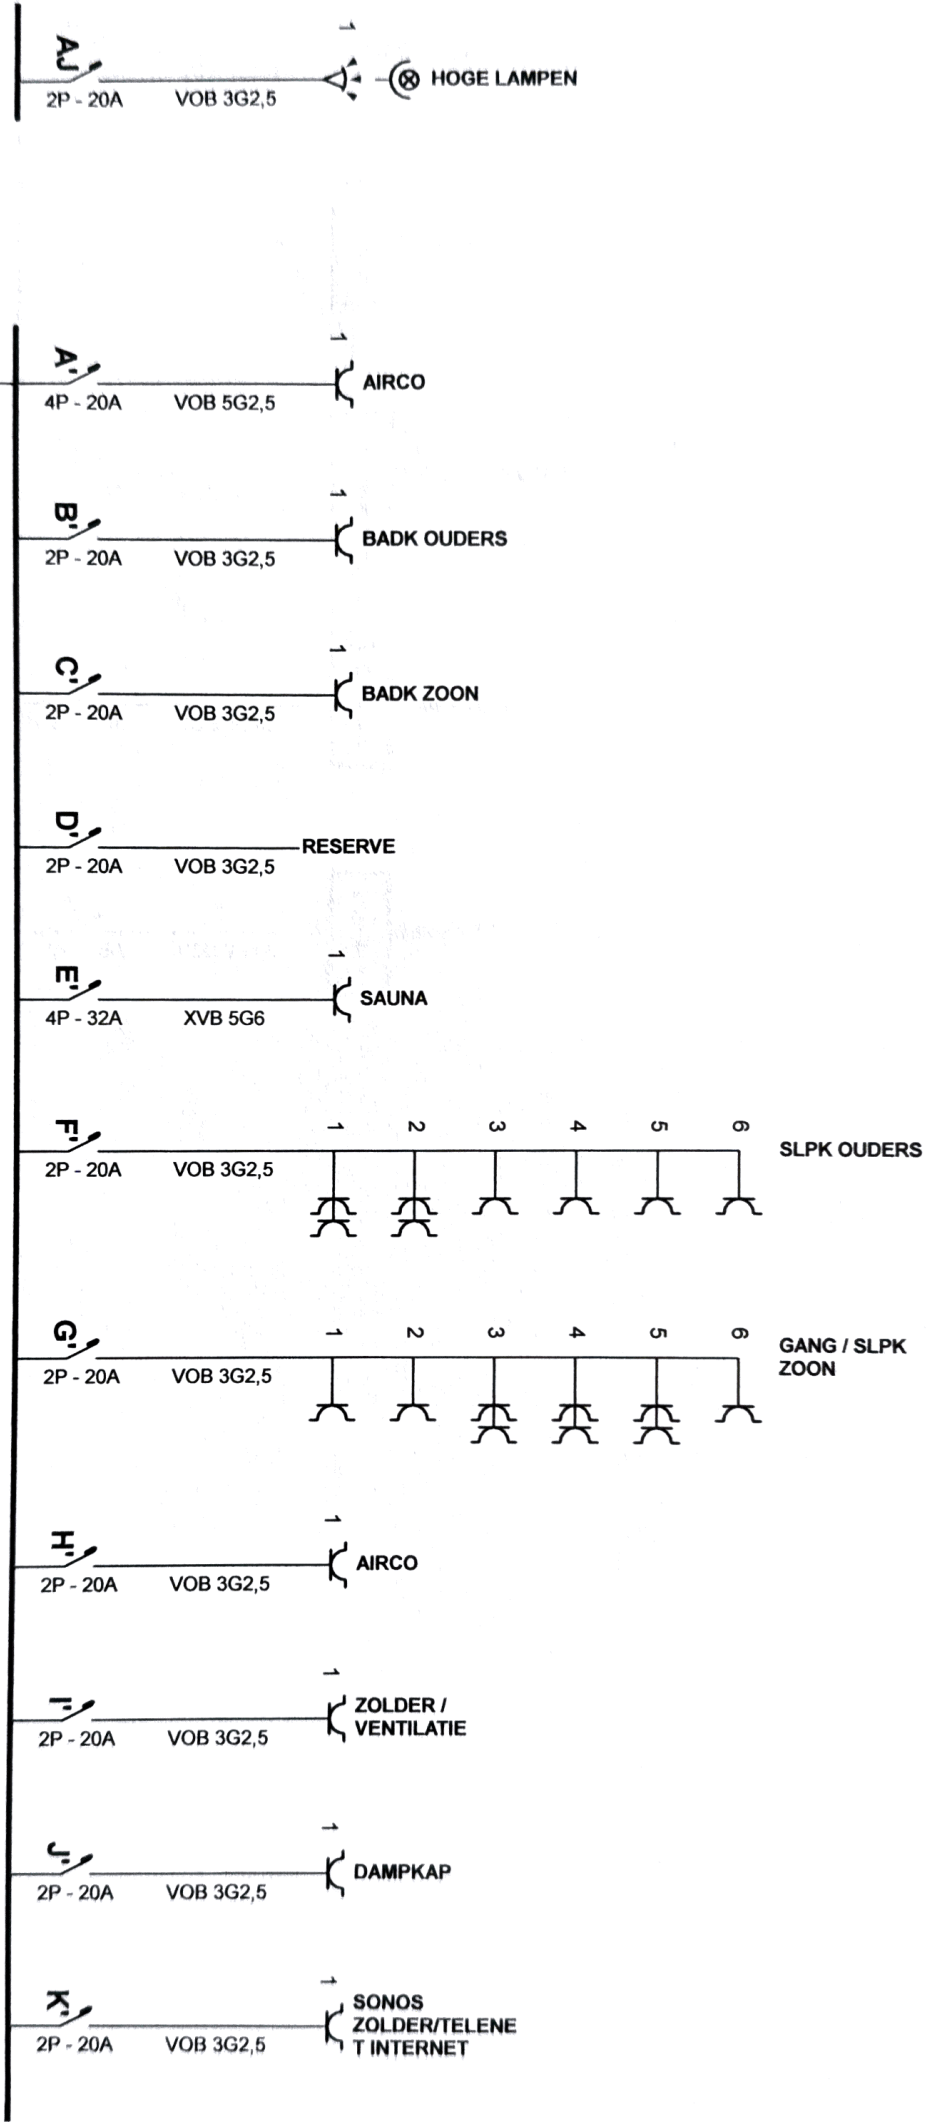 AJ
1
HOGE LAMPEN
2P - 20A
VOB 3G2,5
A'
1
AIRCO
4P - 20A
VOB 5G2,5
B'
1
BADK OUDERS
2P - 20A
VOB 3G2,5
C'
1
BADK ZOON
2P - 20A
VOB 3G2,5
D'
RESERVE
2P - 20A
VOB 3G2,5
E'
1
SAUNA
4P - 32A
XVB 5G6
F'
1
2
3
4
5
6
SLPK OUDERS
2P - 20A
VOB 3G2,5
G'
1
2
3
4
5
6
GANG / SLPK
ZOON
2P - 20A
VOB 3G2,5
H'
1
AIRCO
2P - 20A
VOB 3G2,5
I'
1
ZOLDER /
VENTILATIE
2P - 20A
VOB 3G2,5
J'
1
DAMPKAP
2P - 20A
VOB 3G2,5
K'
1
SONOS
ZOLDER/TELENE
T INTERNET
2P - 20A
VOB 3G2,5